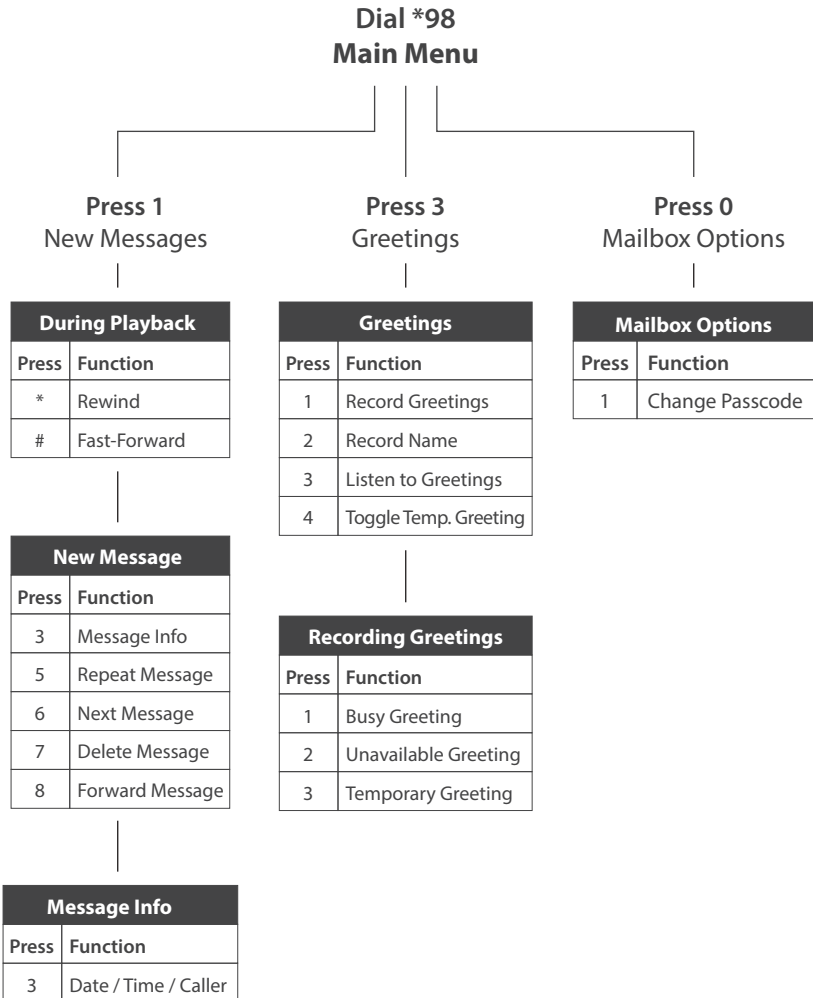 Dial *98
Main Menu
Press 1
New Messages
During Playback
Press Function
* Rewind
# Fast-Forward
New Message
Press Function
3 Message Info
5 Repeat Message
6 Next Message
7 Delete Message
8 Forward Message
Message Info
Press Function
3 Date / Time / Caller
Press 3
Greetings
Greetings
Press Function
1 Record Greetings
2 Record Name
3 Listen to Greetings
4 Toggle Temp. Greeting
Recording Greetings
Press Function
1 Busy Greeting
2 Unavailable Greeting
3 Temporary Greeting
Press 0
Mailbox Options
Mailbox Options
Press Function
1 Change Passcode